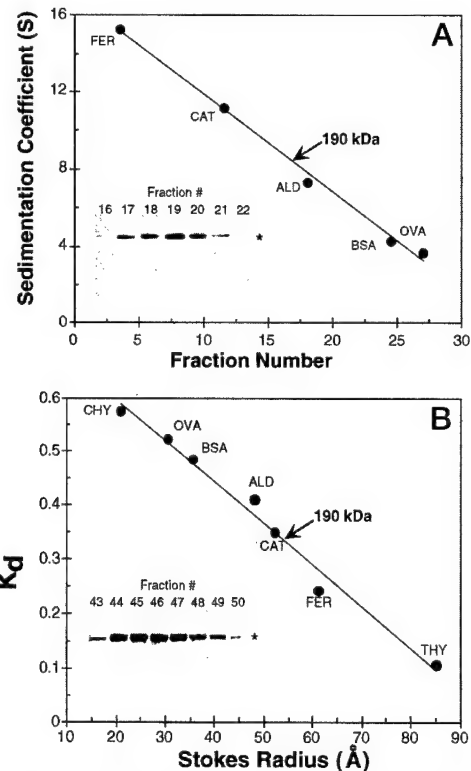 A
Sedimentation Coefficient (S)
16
12
8
4
0
FER
CAT
190 kDa
ALD
BSA
OVA
Fraction #
16 17 18 19 20 21 22
*
0 5 10 15 20 25 30
Fraction Number
B
Kd
0.6
0.5
0.4
0.3
0.2
0.1
0
CHY
OVA
BSA
ALD
190 kDa
CAT
FER
THY
Fraction #
43 44 45 46 47 48 49 50
*
10 20 30 40 50 60 70 80 90
Stokes Radius (Å)